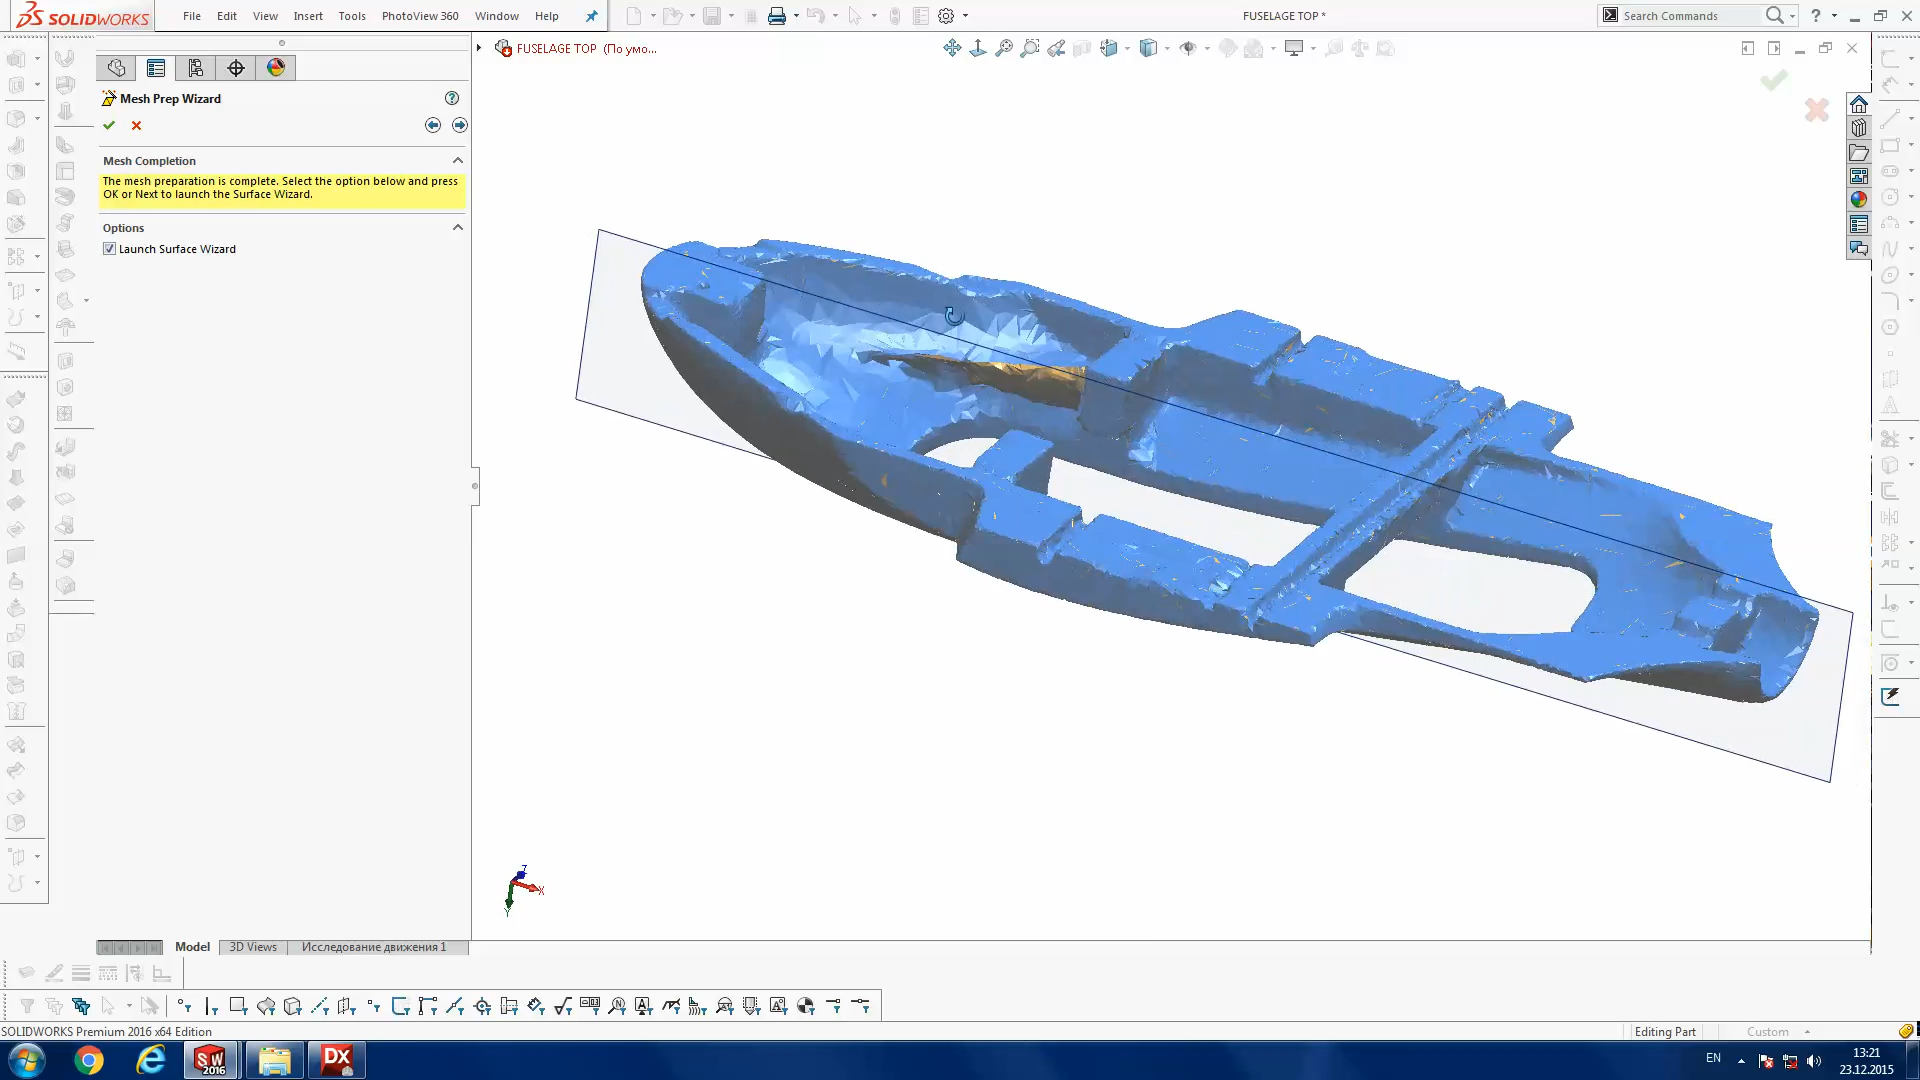 SOLIDWORKS
File Edit View Insert Tools PhotoView 360 Window Help
FUSELAGE TOP *
Search Commands
FUSELAGE TOP (По умо...
Mesh Prep Wizard
Mesh Completion
The mesh preparation is complete. Select the option below and press
OK or Next to launch the Surface Wizard.
Options
Launch Surface Wizard
Z
X
Y
Model 3D Views Исследование движения 1
SOLIDWORKS Premium 2016 x64 Edition
Editing Part
Custom
SW
2016
DX
EN
13:21
23.12.2015